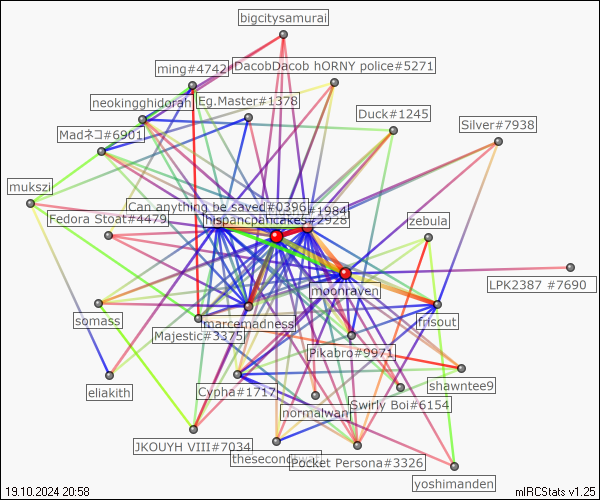 bigcitysamurai
ming#4742
DacobDacob hORNY police#5271
neokingghidorah
Eg.Master#1378
Duck#1245
Silver#7938
Madネコ#6901
mukszi
Can anything be saved#0396
#1984
Fedora Stoat#4479
hispancpancakes#2928
zebula
LPK2387 #7690
moonraven
somass
marcemadness
frisout
Majestic#3375
Pikabro#9971
eliakith
Cypha#1717
shawntee9
Swirly Boi#6154
normalwan
JKOUYH VIII#7034
Pocket Persona#3326
yoshimanden
19.10.2024 20:58
mIRCStats v1.25